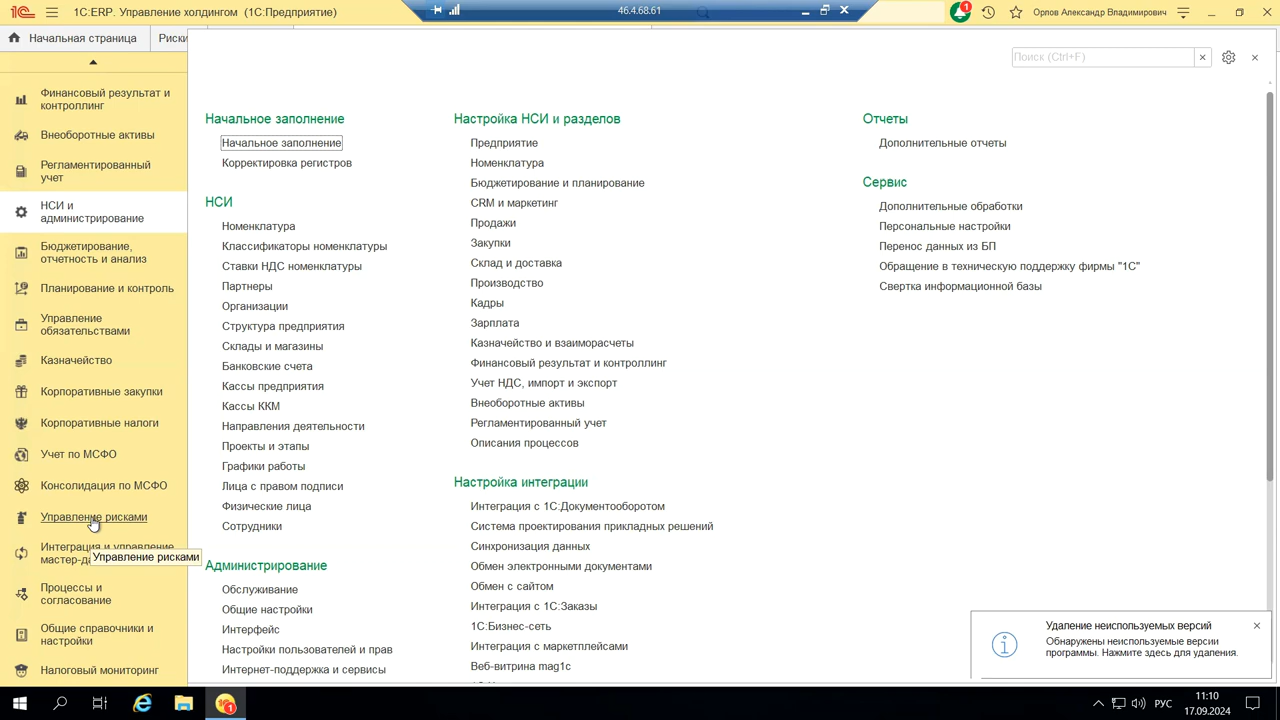 1С:ERP. Управление холдингом (1С:Предприятие)
46.4.68.61
1
Орлов Александр Владимирович
Начальная страница
Риски
Поиск (Ctrl+F)
Финансовый результат и
контроллинг
Внеоборотные активы
Регламентированный
учет
НСИ и
администрирование
Бюджетирование,
отчетность и анализ
Планирование и контроль
Управление
обязательствами
Казначейство
Корпоративные закупки
Корпоративные налоги
Учет по МСФО
Консолидация по МСФО
Управление рисками
Интеграция и управление
Управление рисками
Процессы и
согласование
Общие справочники и
настройки
Налоговый мониторинг
Начальное заполнение
Начальное заполнение
Корректировка регистров
НСИ
Номенклатура
Классификаторы номенклатуры
Ставки НДС номенклатуры
Партнеры
Организации
Структура предприятия
Склады и магазины
Банковские счета
Кассы предприятия
Кассы ККМ
Направления деятельности
Проекты и этапы
Графики работы
Лица с правом подписи
Физические лица
Сотрудники
Администрирование
Обслуживание
Общие настройки
Интерфейс
Настройки пользователей и прав
Интернет-поддержка и сервисы
Настройка НСИ и разделов
Предприятие
Номенклатура
Бюджетирование и планирование
CRM и маркетинг
Продажи
Закупки
Склад и доставка
Производство
Кадры
Зарплата
Казначейство и взаиморасчеты
Финансовый результат и контроллинг
Учет НДС, импорт и экспорт
Внеоборотные активы
Регламентированный учет
Описания процессов
Настройка интеграции
Интеграция с 1С:Документооборотом
Система проектирования прикладных решений
Синхронизация данных
Обмен электронными документами
Обмен с сайтом
Интеграция с 1С:Заказы
1С:Бизнес-сеть
Интеграция с маркетплейсами
Веб-витрина mag1c
Отчеты
Дополнительные отчеты
Сервис
Дополнительные обработки
Персональные настройки
Перенос данных из БП
Обращение в техническую поддержку фирмы "1С"
Свертка информационной базы
Удаление неиспользуемых версий
Обнаружены неиспользуемые версии
программы. Нажмите здесь для удаления.
РУС
11:10
17.09.2024